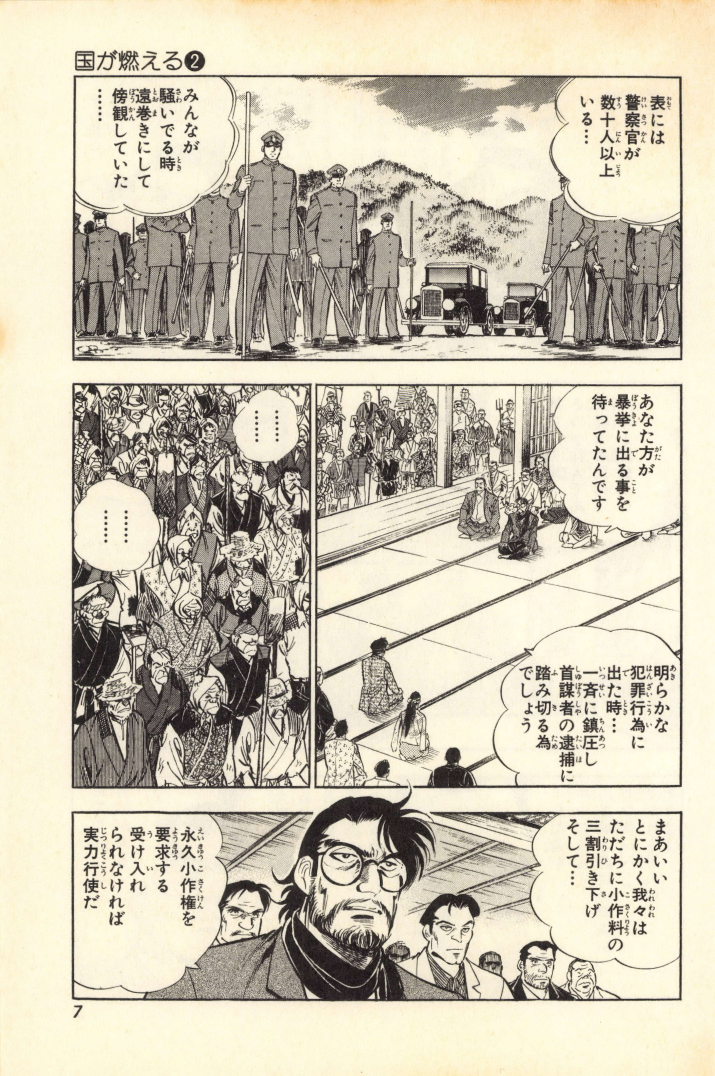 国が燃える❷
表には
警察官が
数十人以上
いる…
みんなが
騒いでる時
遠巻きにして
傍観していた
……
あなた方が
暴挙に出る事を
待ってたんです
明らかな
犯罪行為に
出た時…
一斉に鎮圧し
首謀者の逮捕に
踏み切る為
でしょう
……
……
……
……
まあいい
とにかく我々は
ただちに小作料の
三割引き下げ
そして…
永久小作権を
要求する
受け入れ
られなければ
実力行使だ
7